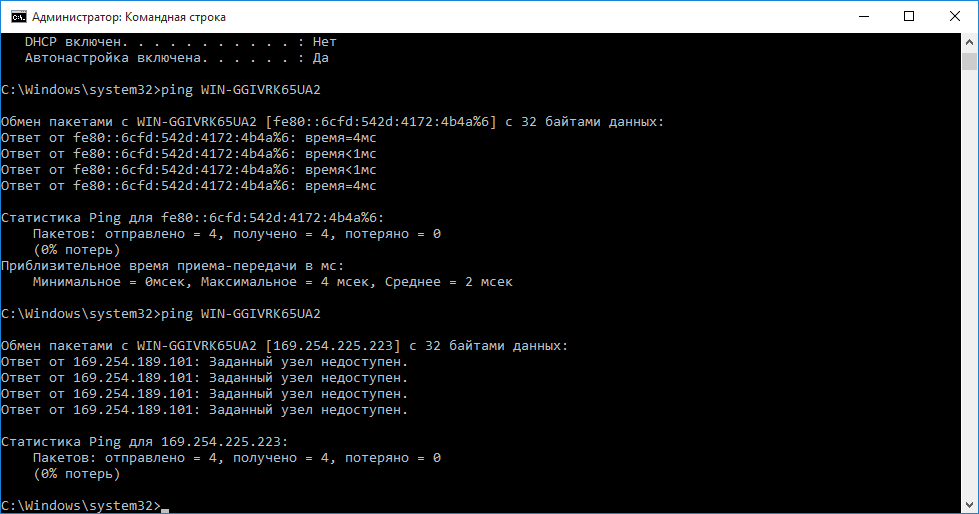 Администратор: Командная строка
DHCP включен. . . . . . . . . . . : Нет
Автонастройка включена. . . . . . : Да
C:\Windows\system32>ping WIN-GGIVRK65UA2
Обмен пакетами с WIN-GGIVRK65UA2 [fe80::6cfd:542d:4172:4b4a%6] с 32 байтами данных:
Ответ от fe80::6cfd:542d:4172:4b4a%6: время=4мс
Ответ от fe80::6cfd:542d:4172:4b4a%6: время<1мс
Ответ от fe80::6cfd:542d:4172:4b4a%6: время<1мс
Ответ от fe80::6cfd:542d:4172:4b4a%6: время=4мс
Статистика Ping для fe80::6cfd:542d:4172:4b4a%6:
Пакетов: отправлено = 4, получено = 4, потеряно = 0
(0% потерь)
Приблизительное время приема-передачи в мс:
Минимальное = 0мсек, Максимальное = 4 мсек, Среднее = 2 мсек
C:\Windows\system32>ping WIN-GGIVRK65UA2
Обмен пакетами с WIN-GGIVRK65UA2 [169.254.225.223] с 32 байтами данных:
Ответ от 169.254.189.101: Заданный узел недоступен.
Ответ от 169.254.189.101: Заданный узел недоступен.
Ответ от 169.254.189.101: Заданный узел недоступен.
Ответ от 169.254.189.101: Заданный узел недоступен.
Статистика Ping для 169.254.225.223:
Пакетов: отправлено = 4, получено = 4, потеряно = 0
(0% потерь)
C:\Windows\system32>